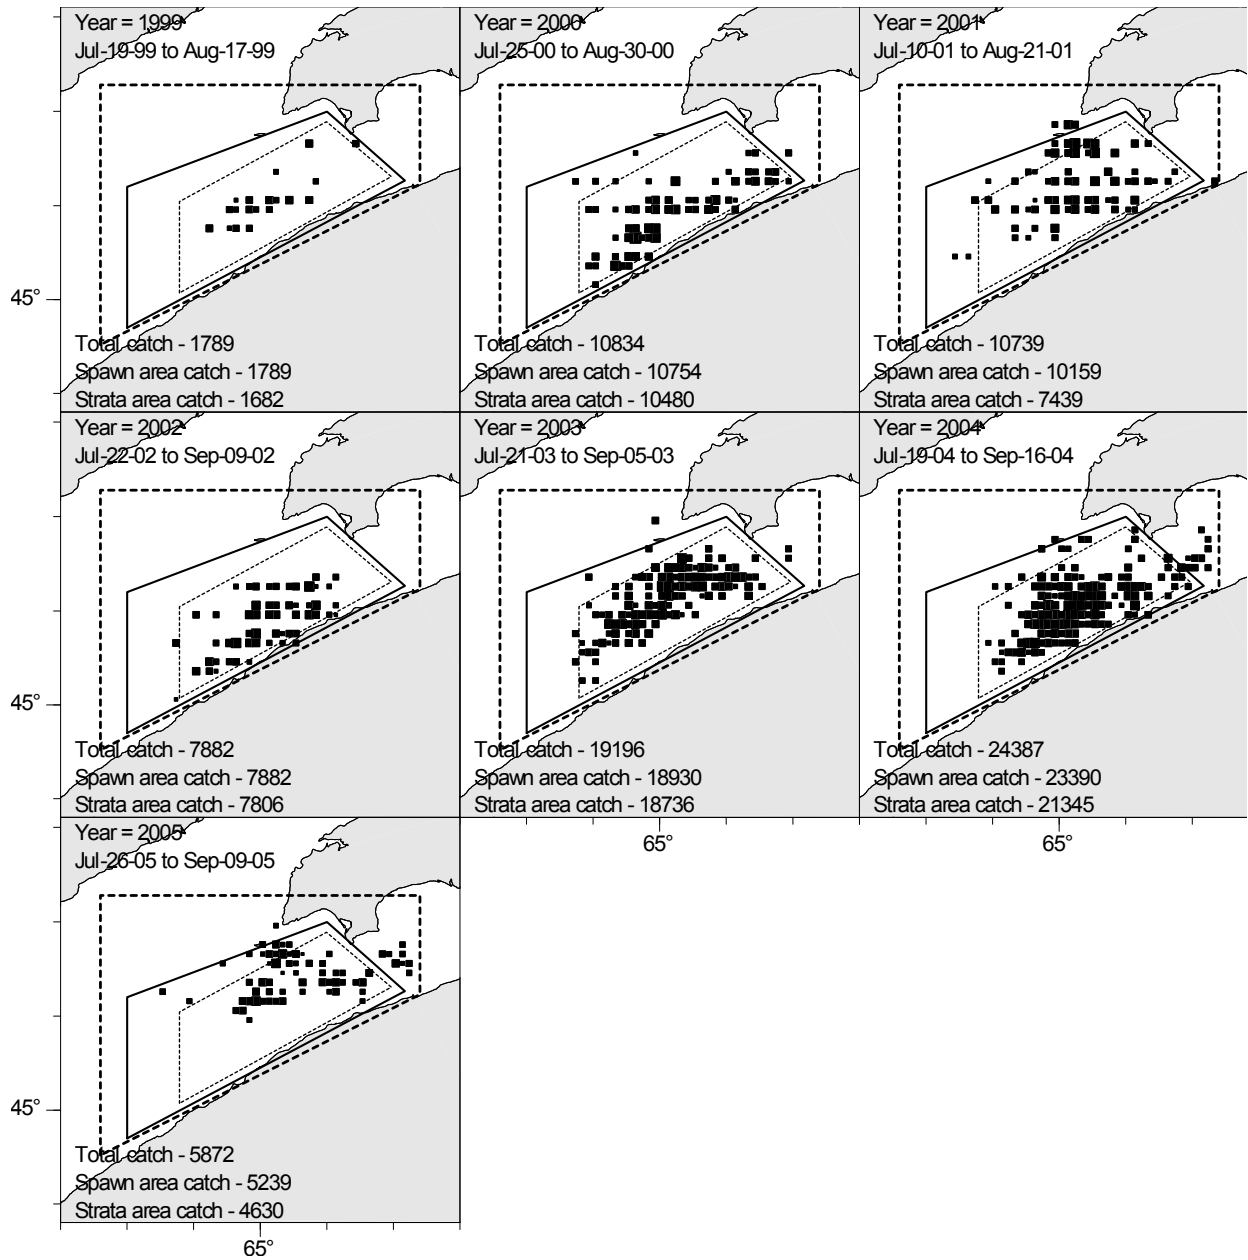 Year = 1999
Jul-19-99 to Aug-17-99
Total catch - 1789
Spawn area catch - 1789
Strata area catch - 1682
Year = 2000
Jul-25-00 to Aug-30-00
Total catch - 10834
Spawn area catch - 10754
Strata area catch - 10480
Year = 2001
Jul-10-01 to Aug-21-01
Total catch - 10739
Spawn area catch - 10159
Strata area catch - 7439
45°
Year = 2002
Jul-22-02 to Sep-09-02
Total catch - 7882
Spawn area catch - 7882
Strata area catch - 7806
Year = 2003
Jul-21-03 to Sep-05-03
Total catch - 19196
Spawn area catch - 18930
Strata area catch - 18736
Year = 2004
Jul-19-04 to Sep-16-04
Total catch - 24387
Spawn area catch - 23390
Strata area catch - 21345
45°
65°
65°
Year = 2005
Jul-26-05 to Sep-09-05
Total catch - 5872
Spawn area catch - 5239
Strata area catch - 4630
45°
65°